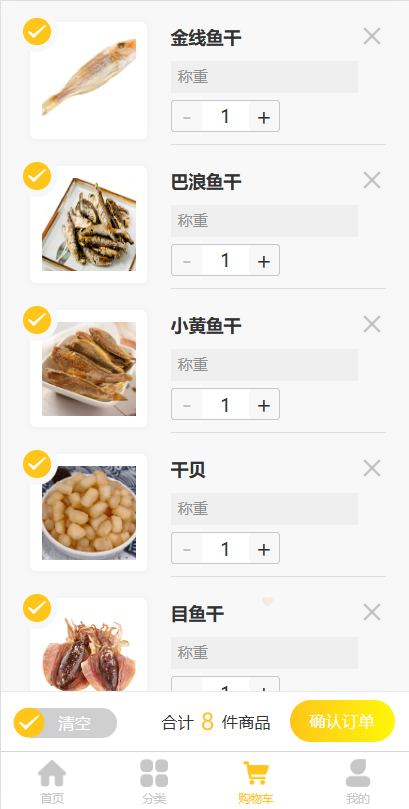 金线鱼干
称重
- 1 +
巴浪鱼干
称重
- 1 +
小黄鱼干
称重
- 1 +
干贝
称重
- 1 +
目鱼干
称重
- 1 +
清空 合计 8 件商品 确认订单
首页 分类 购物车 我的